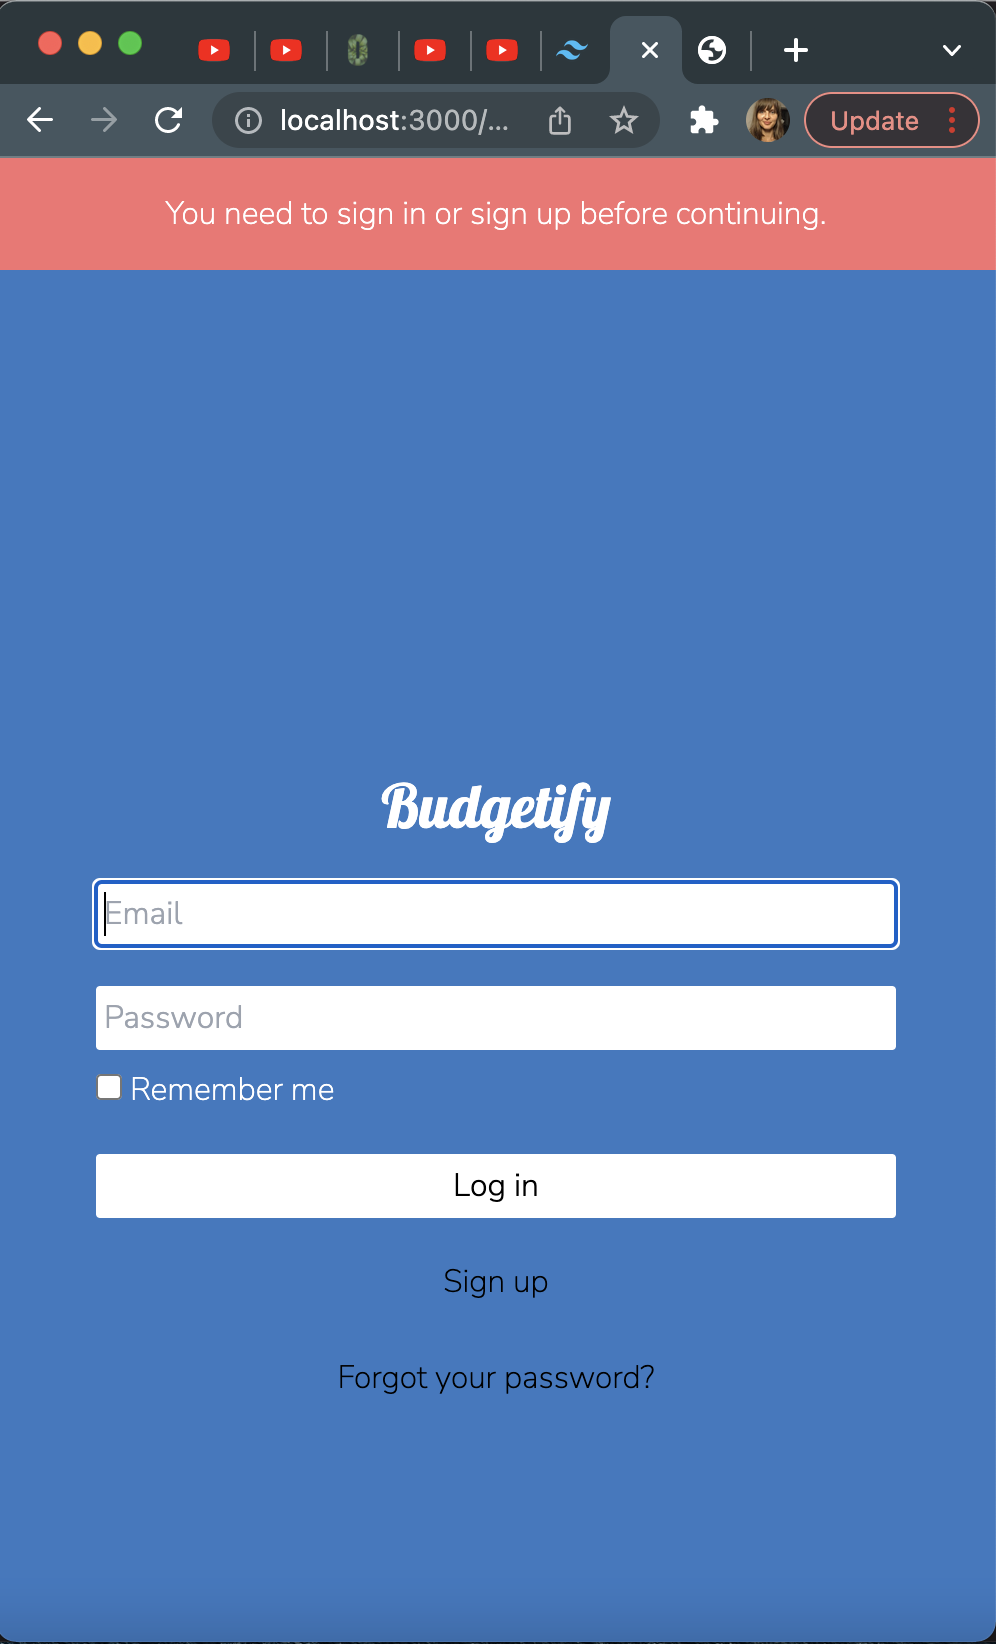 localhost:3000/...
Update
You need to sign in or sign up before continuing.
Budgetify
Email
Password
Remember me
Log in
Sign up
Forgot your password?